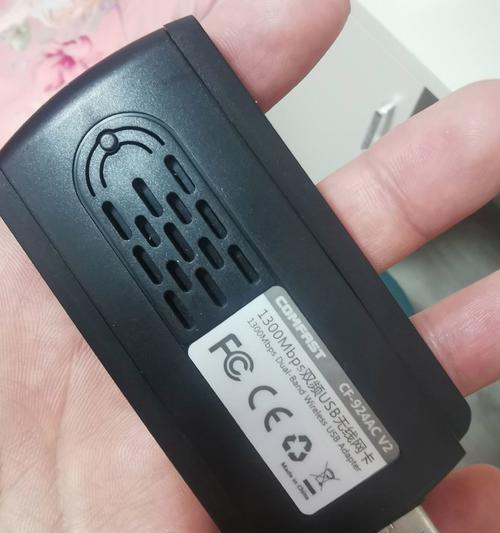 COMFAST CF-924AC V2
1300Mbps双频USB无线网卡
1300Mbps Dual-Band Wireless USB Adapter
FC CE
Made in China